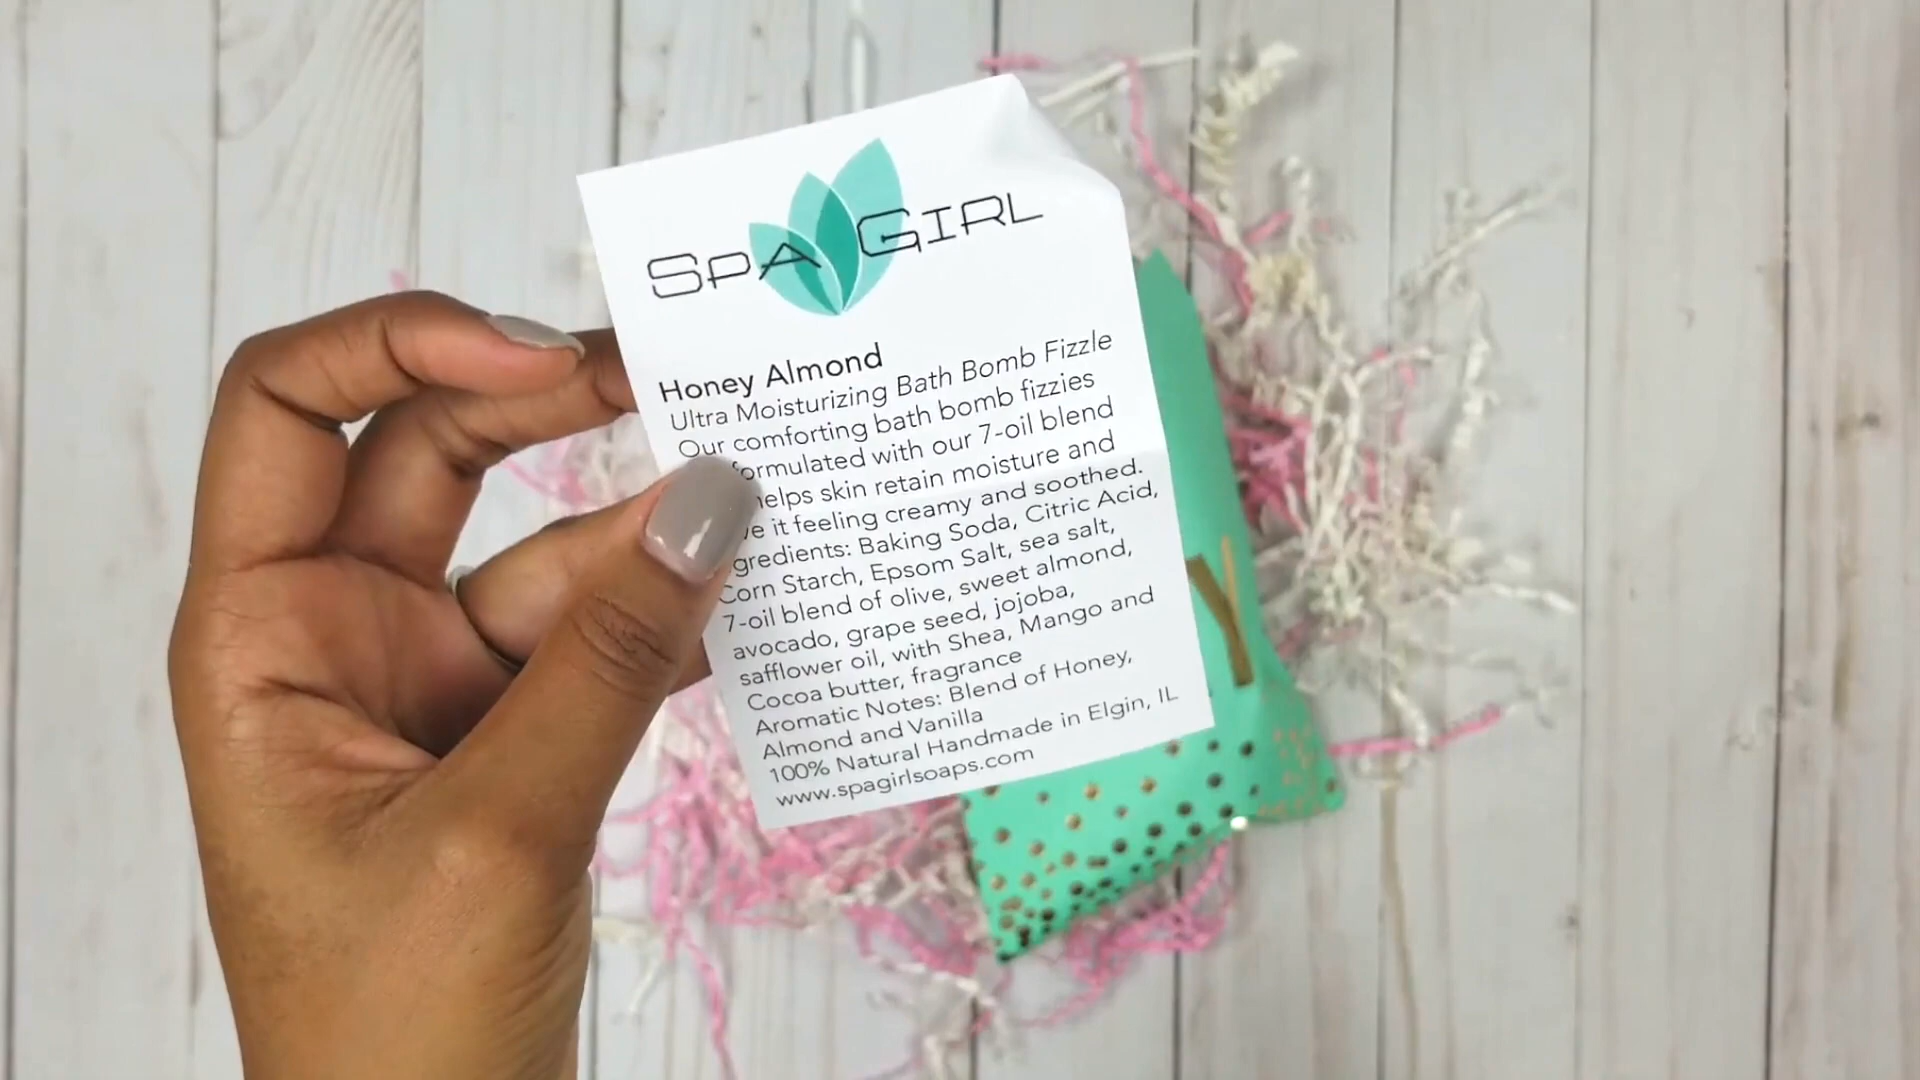 SPA GIRL
Honey Almond
Ultra Moisturizing Bath Bomb Fizzle
Our comforting bath bomb fizzies
formulated with our 7-oil blend
helps skin retain moisture and
it feeling creamy and soothed.
gredients: Baking Soda, Citric Acid,
Corn Starch, Epsom Salt, sea salt,
7-oil blend of olive, sweet almond,
avocado, grape seed, jojoba,
safflower oil, with Shea, Mango and
Cocoa butter, fragrance
Aromatic Notes: Blend of Honey,
Almond and Vanilla
100% Natural Handmade in Elgin, IL
www.spagirlsoaps.com
Y